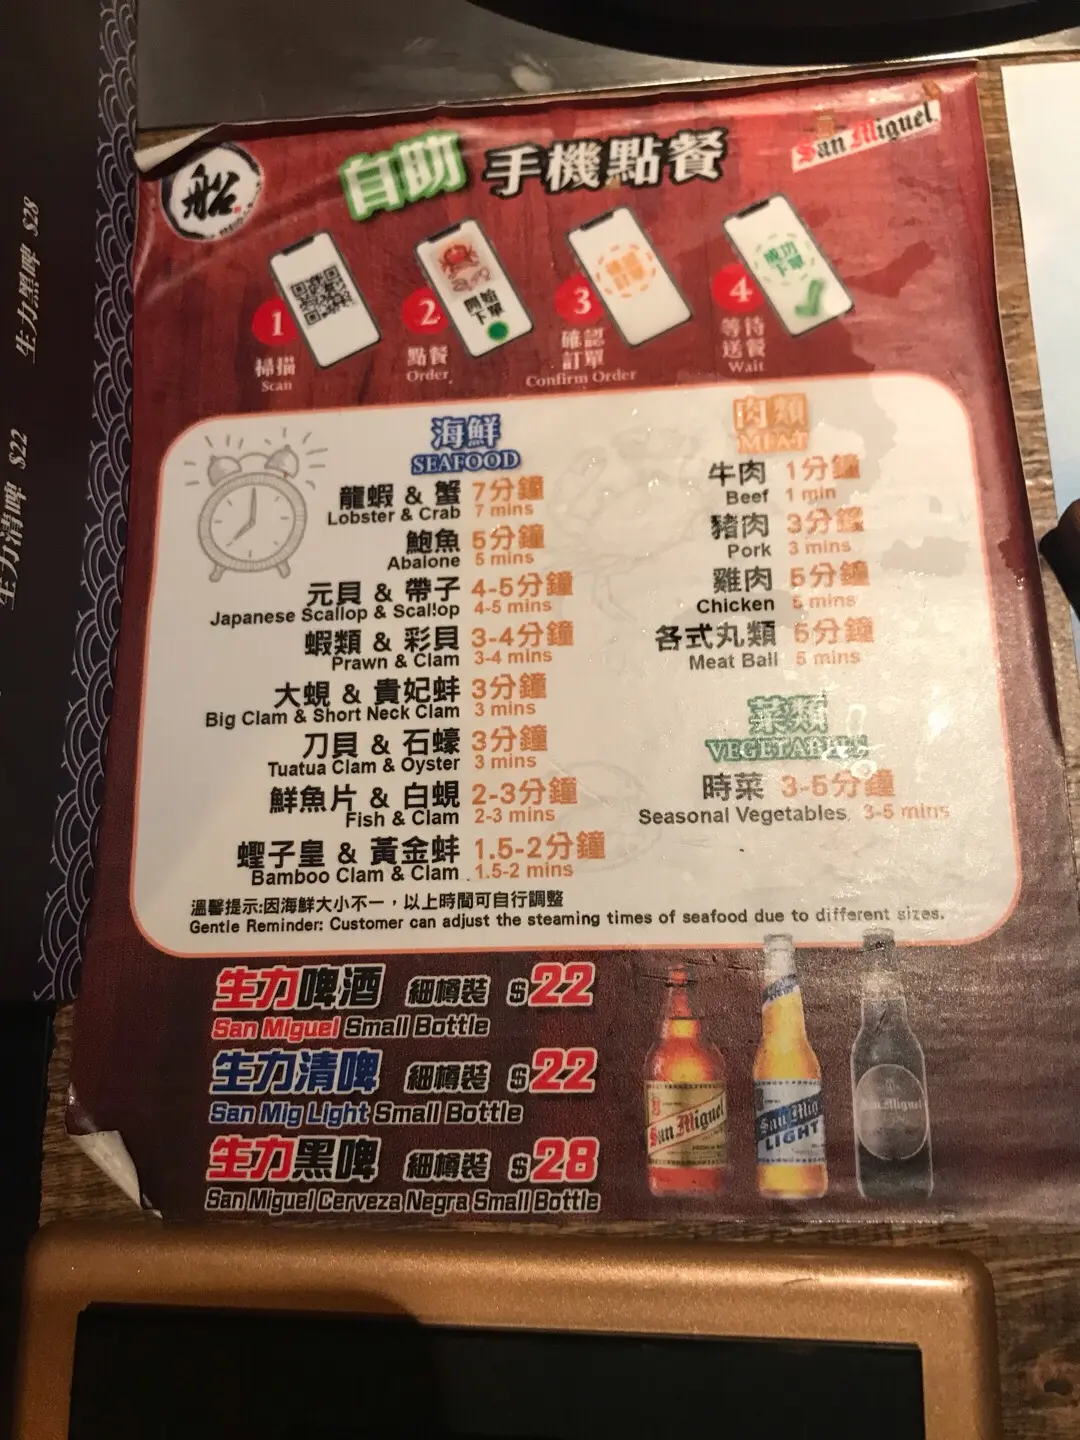 生力黑啤 $28
生力清啤 $22
船
自助 手機點餐
San Miguel
1
掃描
Scan
2
開始
下單
點餐
Order
3
確認
訂單
Confirm Order
4
成功
下單
等待
送餐
Wait
海鮮
SEAFOOD
龍蝦 & 蟹 7分鐘
Lobster & Crab 7 mins
鮑魚 5分鐘
Abalone 5 mins
元貝 & 帶子 4-5分鐘
Japanese Scallop & Scallop 4-5 mins
蝦類 & 彩貝 3-4分鐘
Prawn & Clam 3-4 mins
大蜆 & 貴妃蚌 3分鐘
Big Clam & Short Neck Clam 3 mins
刀貝 & 石蠔 3分鐘
Tuatua Clam & Oyster 3 mins
鮮魚片 & 白蜆 2-3分鐘
Fish & Clam 2-3 mins
蟶子皇 & 黃金蚌 1.5-2分鐘
Bamboo Clam & Clam 1.5-2 mins
肉類
MEAT
牛肉 1分鐘
Beef 1 min
豬肉 3分鐘
Pork 3 mins
雞肉 5分鐘
Chicken 5 mins
各式丸類 5分鐘
Meat Ball 5 mins
菜類
VEGETABLE
時菜 3-5分鐘
Seasonal Vegetables 3-5 mins
溫馨提示:因海鮮大小不一，以上時間可自行調整
Gentle Reminder: Customer can adjust the steaming times of seafood due to different sizes.
生力啤酒 細樽裝 $22
San Miguel Small Bottle
生力清啤 細樽裝 $22
San Mig Light Small Bottle
生力黑啤 細樽裝 $28
San Miguel Cerveza Negra Small Bottle
San Miguel
San Mig
LIGHT
San Miguel